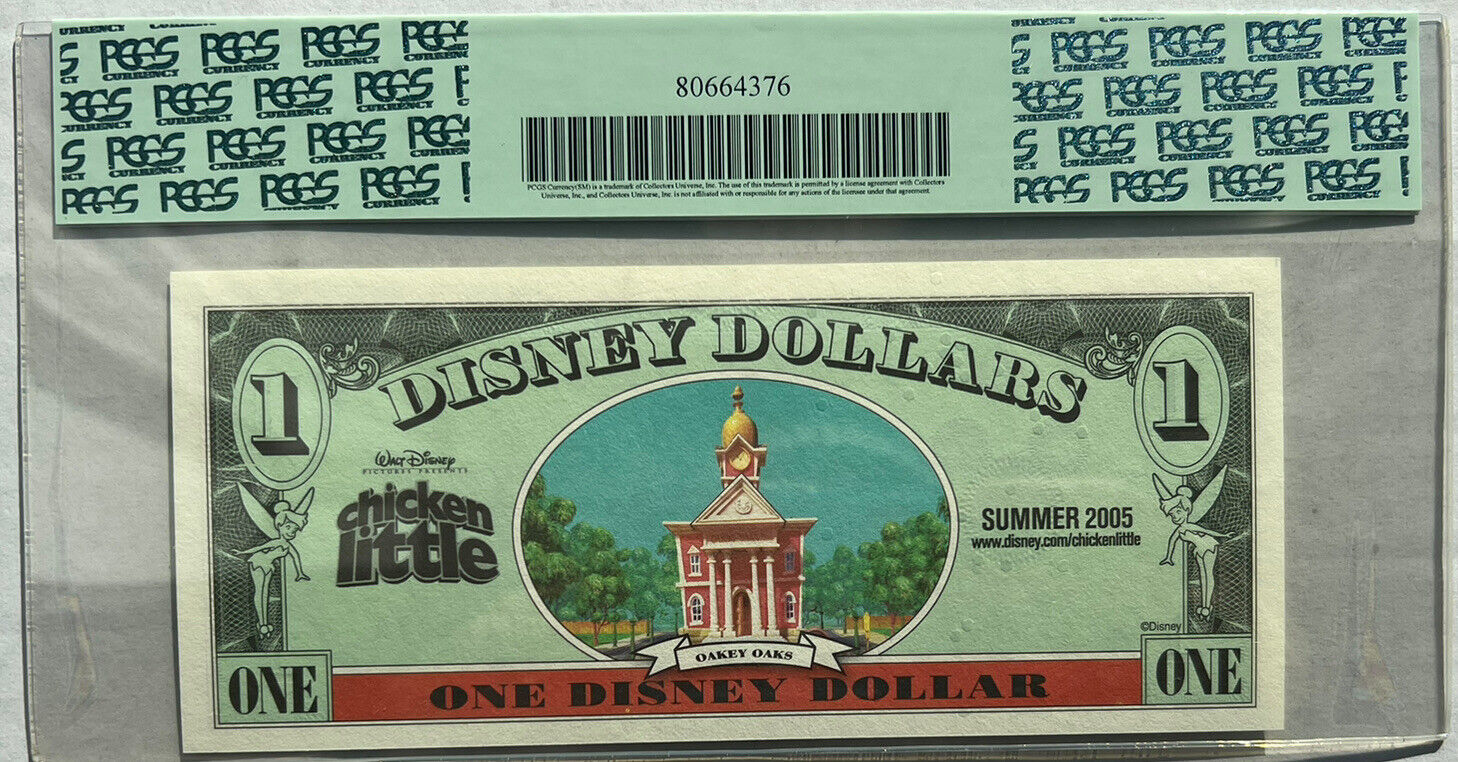 PCGS CURRENCY
80664376
PCGS Currency(SM) is a trademark of Collectors Universe, Inc. The use of this trademark is permitted by a license agreement with Collectors
Universe, Inc., and Collectors Universe, Inc. is not affiliated with or responsible for any actions of the licensee under that agreement.
DISNEY DOLLARS
1
1
WALT DISNEY
PICTURES PRESENTS
chicken
little
SUMMER 2005
www.disney.com/chickenlittle
©Disney
OAKEY OAKS
ONE
ONE DISNEY DOLLAR
ONE